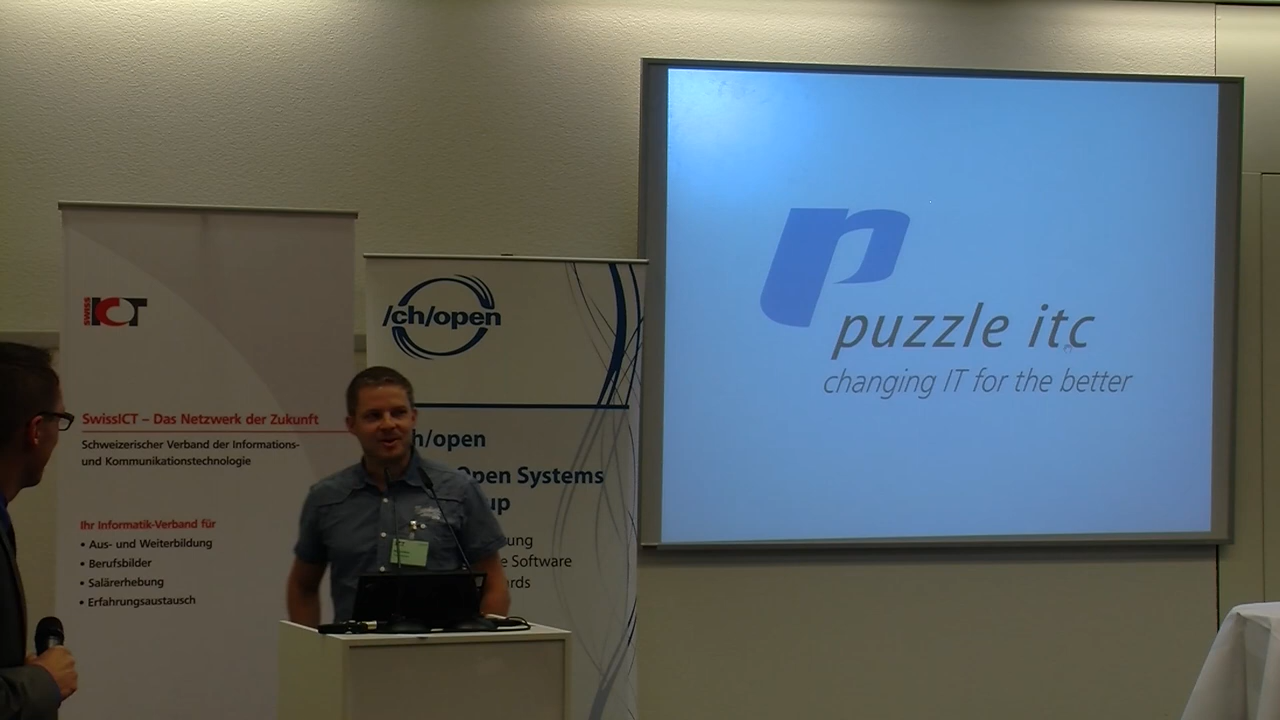 SWISS ICT
SwissICT – Das Netzwerk der Zukunft
Schweizerischer Verband der Informations-
und Kommunikationstechnologie
Ihr Informatik-Verband für
• Aus- und Weiterbildung
• Berufsbilder
• Salärerhebung
• Erfahrungsaustausch
/ch/open
h/open
Open Systems
up
ung
e Software
ards
puzzle itc
changing IT for the better